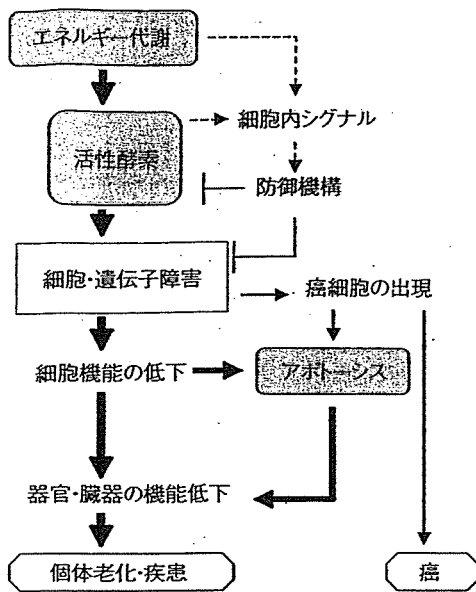 エネルギー代謝
細胞内シグナル
活性酸素
防御機構
細胞・遺伝子障害
癌細胞の出現
細胞機能の低下
アポトーシス
器官・臓器の機能低下
個体老化・疾患
癌